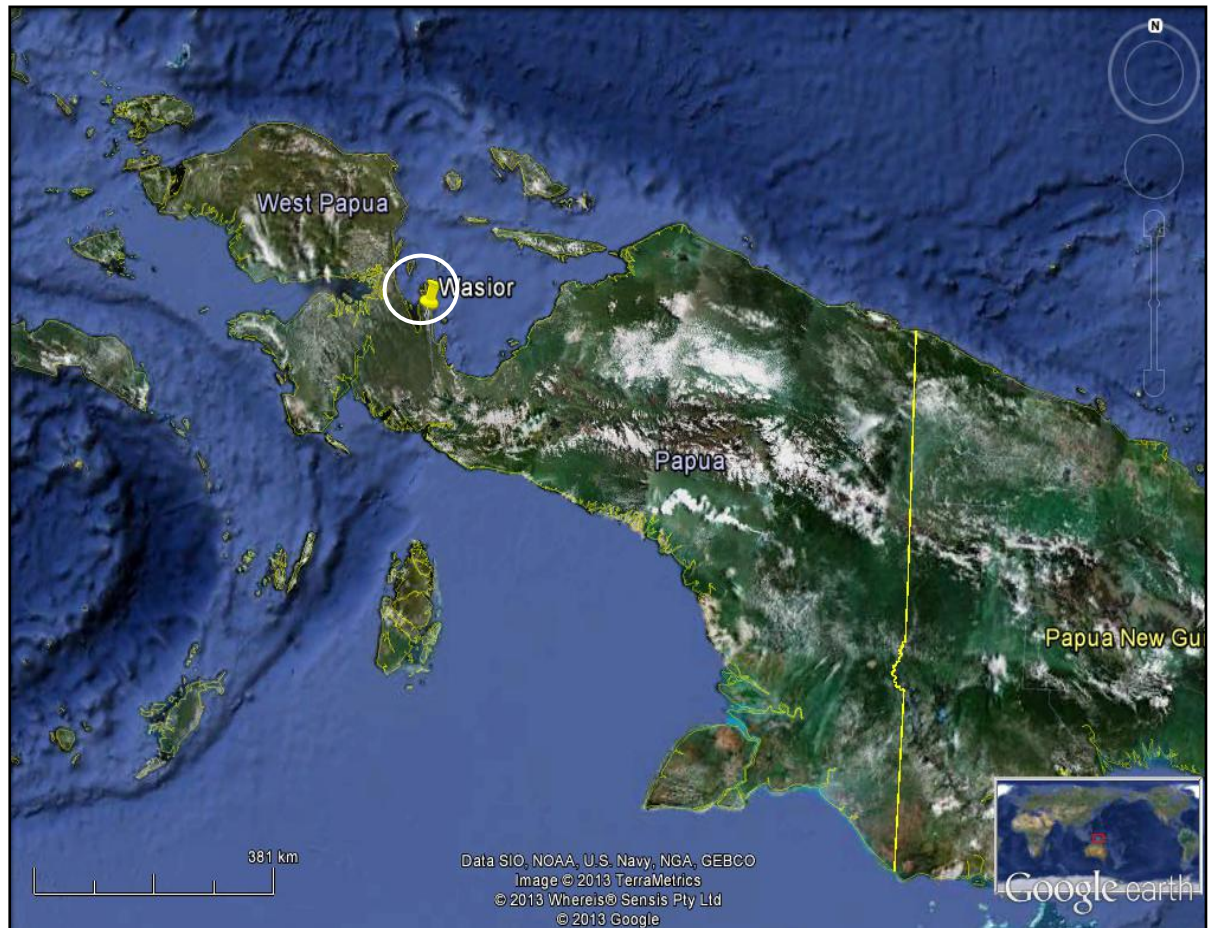 N
West Papua
Wasior
Papua
Papua New Gui
381 km
Data SIO, NOAA, U.S. Navy, NGA, GEBCO
Image © 2013 TerraMetrics
© 2013 Whereis® Sensis Pty Ltd
© 2013 Google
Google earth